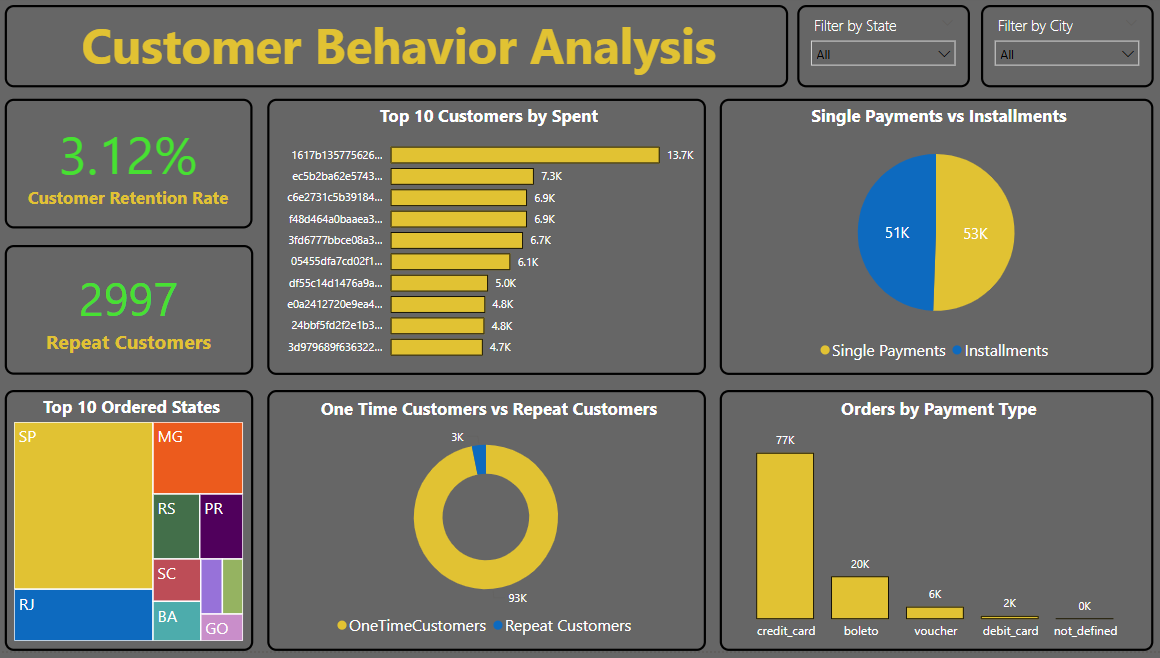 Customer Behavior Analysis
Filter by State
All
Filter by City
All
3.12%
Customer Retention Rate
2997
Repeat Customers
Top 10 Customers by Spent
1617b135775626... 13.7K
ec5b2ba62e5743... 7.3K
c6e2731c5b39184... 6.9K
f48d464a0baaea3... 6.9K
3fd6777bbce08a3... 6.7K
05455dfa7cd02f1... 6.1K
df55c14d1476a9a... 5.0K
e0a2412720e9ea4... 4.8K
24bbf5fd2f2e1b3... 4.8K
3d979689f636322... 4.7K
Single Payments vs Installments
51K 53K
Single Payments Installments
Top 10 Ordered States
SP MG
RS PR
SC
RJ
BA
GO
One Time Customers vs Repeat Customers
3K
93K
OneTimeCustomers Repeat Customers
Orders by Payment Type
77K
20K
6K
2K
0K
credit_card boleto voucher debit_card not_defined